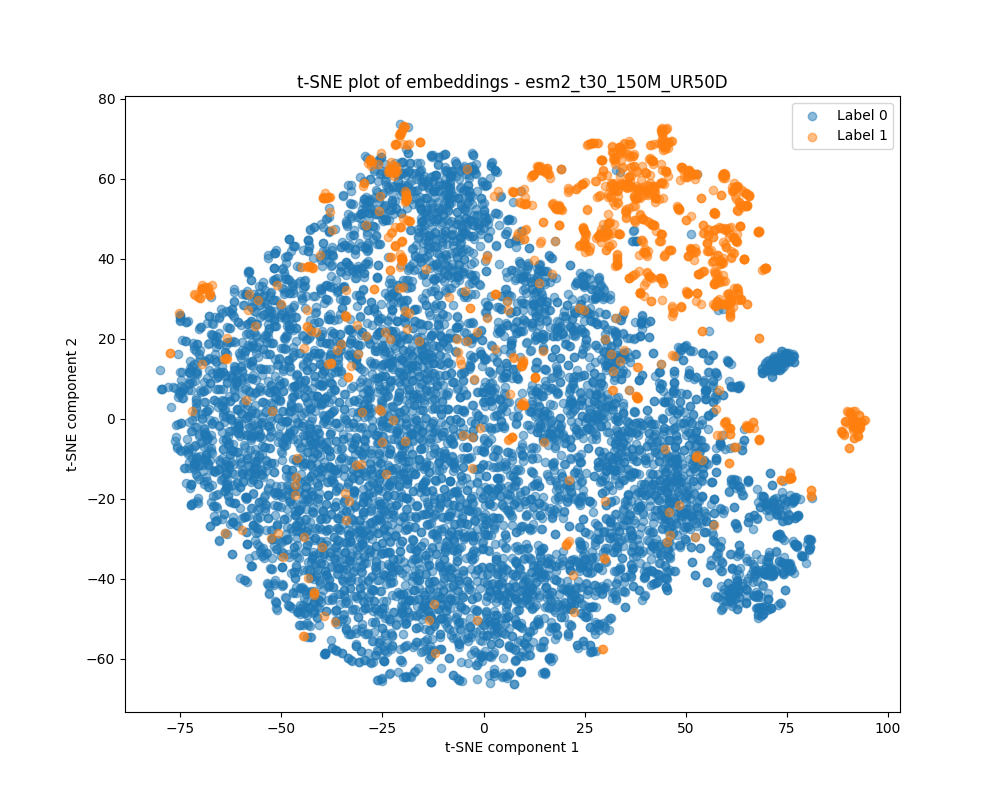 t-SNE plot of embeddings - esm2_t30_150M_UR50D
Label 0
Label 1
80
60
40
20
0
−20
−40
−60
t-SNE component 2
−75 −50 −25 0 25 50 75 100
t-SNE component 1